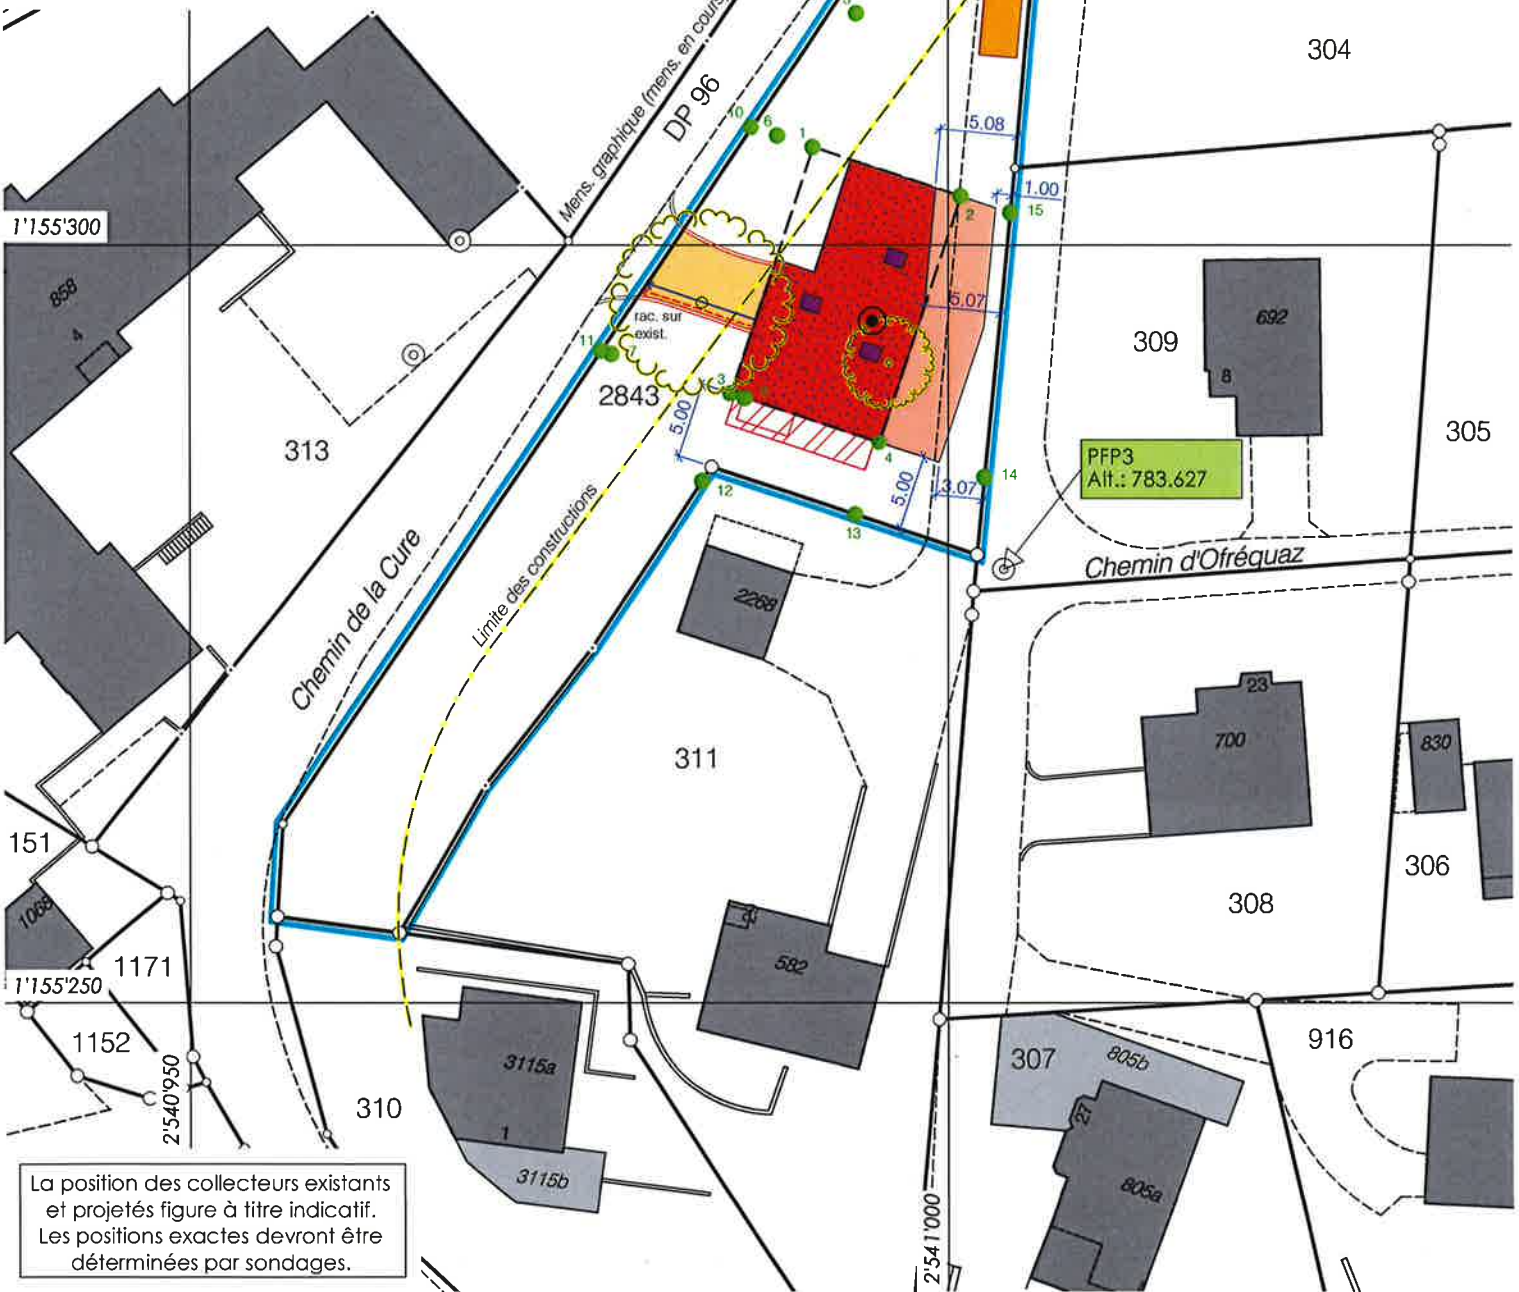 304
Mens. graphique (mens. en cours
DP 96
10
6
1
5.08
1.00
2
15
1'155'300
858
4
5.07
692
309
8
rac. sur
exist.
11
7
3
2843
5.00
4
305
313
PFP3
Alt.: 783.627
14
12
5.00
3.07
13
Chemin de la Cure
Limite des constructions
Chemin d'Ofréquaz
2268
23
700
830
311
151
306
308
1068
582
1171
1'155'250
1152
3115a
307
805b
916
2'540'950
310
27
1
3115b
805a
2'541'000
La position des collecteurs existants
et projetés figure à titre indicatif.
Les positions exactes devront être
déterminées par sondages.